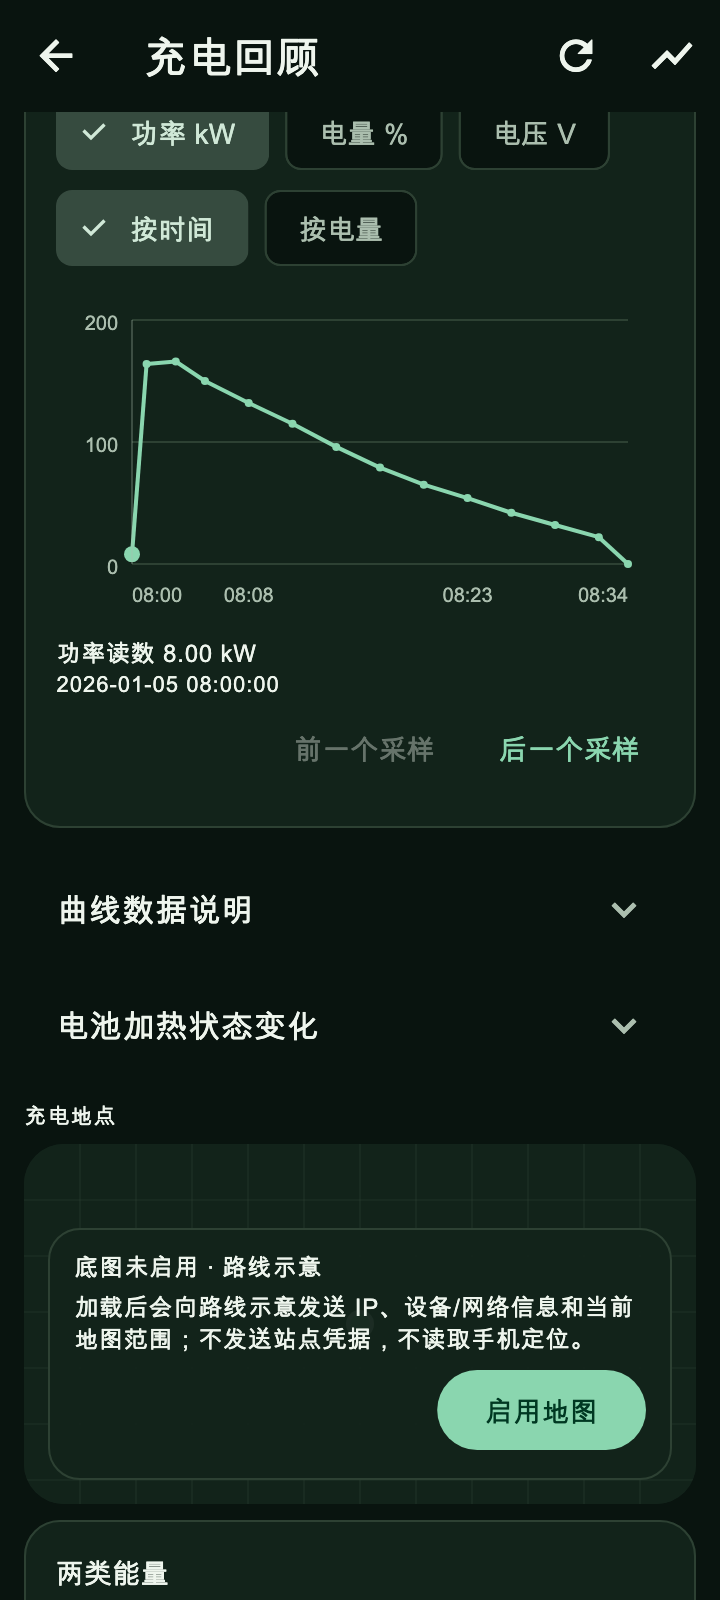 充电回顾
功率 kW
电量 %
电压 V
按时间
按电量
200
100
0
08:00 08:08 08:23 08:34
功率读数 8.00 kW
2026-01-05 08:00:00
前一个采样
后一个采样
曲线数据说明
电池加热状态变化
充电地点
底图未启用 · 路线示意
加载后会向路线示意发送 IP、设备/网络信息和当前
地图范围；不发送站点凭据，不读取手机定位。
启用地图
两类能量